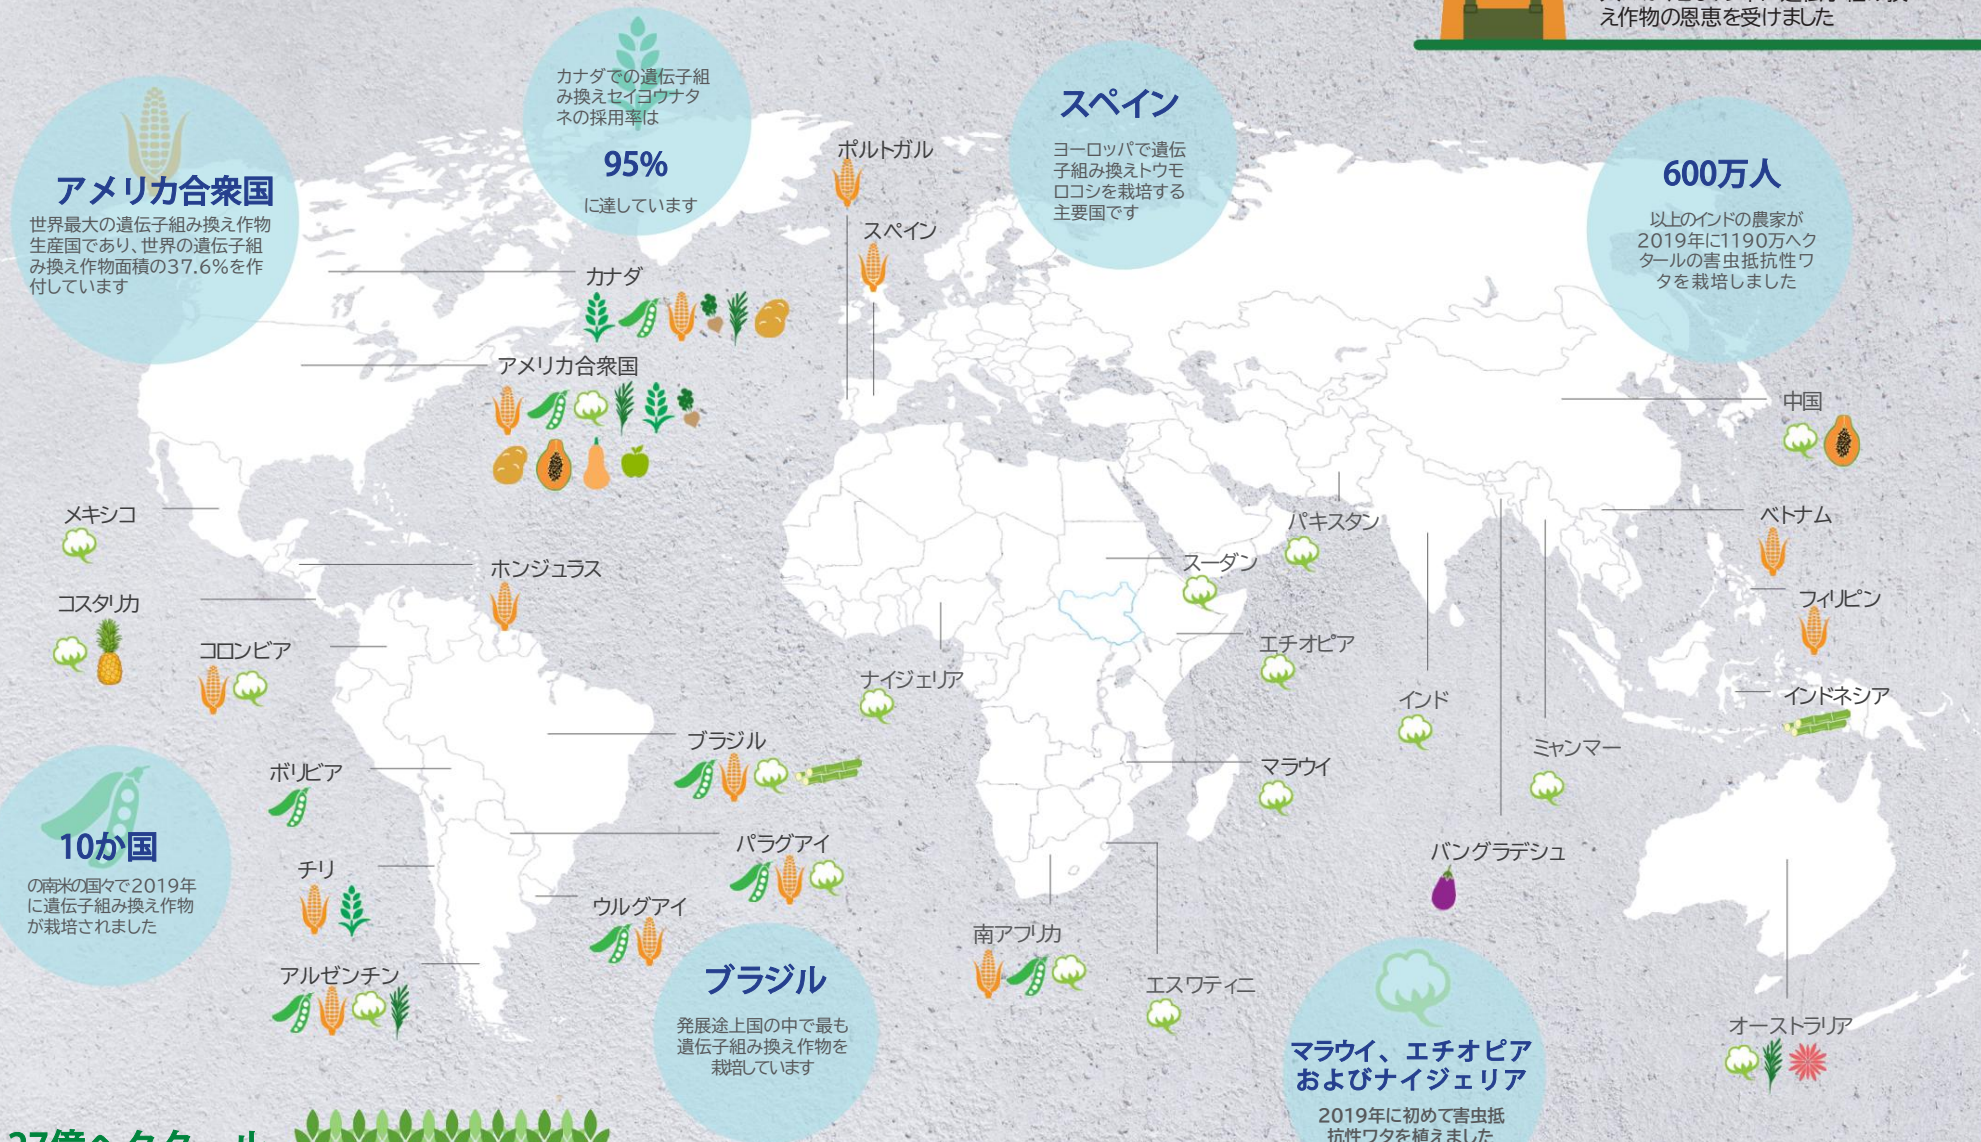 え作物の恩恵を受けました
アメリカ合衆国
世界最大の遺伝子組み換え作物
生産国であり、世界の遺伝子組
み換え作物面積の37.6%を作
付しています
カナダでの遺伝子組
み換えセイヨウナタ
ネの採用率は
95%
に達しています
スペイン
ヨーロッパで遺伝
子組み換えトウモ
ロコシを栽培する
主要国です
600万人
以上のインドの農家が
2019年に1190万ヘク
タールの害虫抵抗性ワ
タを栽培しました
ポルトガル
スペイン
カナダ
アメリカ合衆国
中国
メキシコ
ホンジュラス
コスタリカ
コロンビア
パキスタン
スーダン
エチオピア
ナイジェリア
ベトナム
フィリピン
インドネシア
インド
ミャンマー
バングラデシュ
ブラジル
ボリビア
パラグアイ
チリ
ウルグアイ
アルゼンチン
マラウイ
南アフリカ
エスワティニ
オーストラリア
10か国
の南米の国々で2019年
に遺伝子組み換え作物
が栽培されました
ブラジル
発展途上国の中で最も
遺伝子組み換え作物を
栽培しています
マラウイ、エチオピア
およびナイジェリア
2019年に初めて害虫抵
抗性ワタを植えました
27億ヘクタール